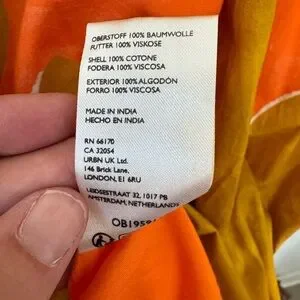 OBERSTOFF 100% BAUMWOLLE
FUTTER 100% VISKOSE
SHELL 100% COTONE
FODERA 100% VISCOSA
EXTERIOR 100% ALGODÓN
FORRO 100% VISCOSA
MADE IN INDIA
HECHO EN INDIA
RN 66170
CA 32054
URBN UK Ltd.
146 Brick Lane,
LONDON, E1 6RU
LEIDSESTRAAT 32, 1017 PB
AMSTERDAM, NETHERLANDS